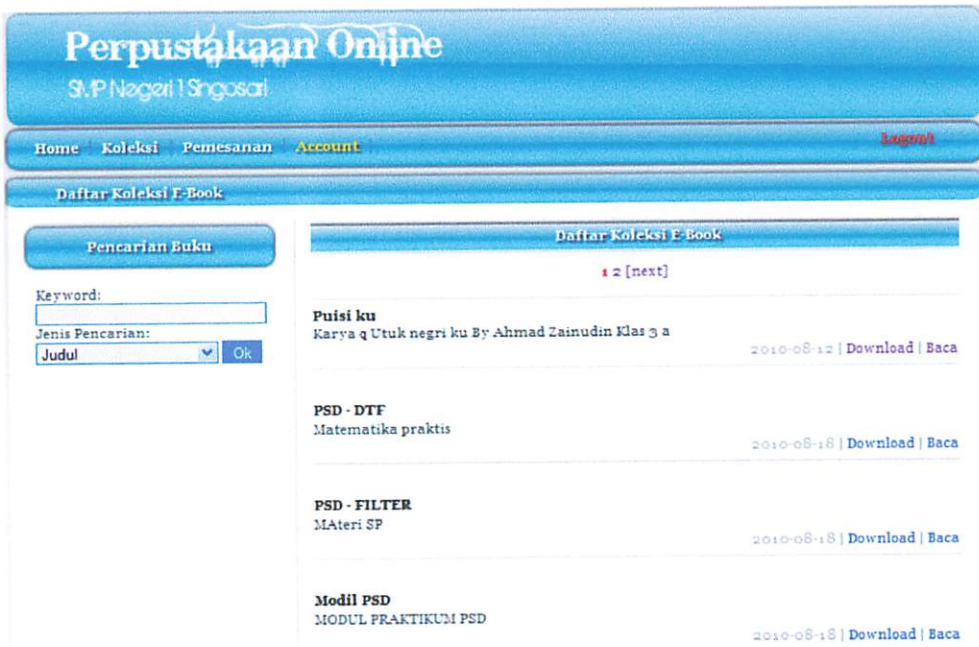 Perpustakaan Online
SMP Negeri 1 Singosari
Home Koleksi Pemesanan Account Logout
Daftar Koleksi E-Book
Pencarian Buku
Keyword:
Jenis Pencarian:
Judul Ok
Daftar Koleksi E-Book
1 2 [next]
Puisi ku
Karya q Utuk negri ku By Ahmad Zainudin Klas 3 a
2010-08-12 | Download | Baca
PSD - DTF
Matematika praktis
2010-08-18 | Download | Baca
PSD - FILTER
MAteri SP
2010-08-18 | Download | Baca
Modil PSD
MODUL PRAKTIKUM PSD
2010-08-18 | Download | Baca